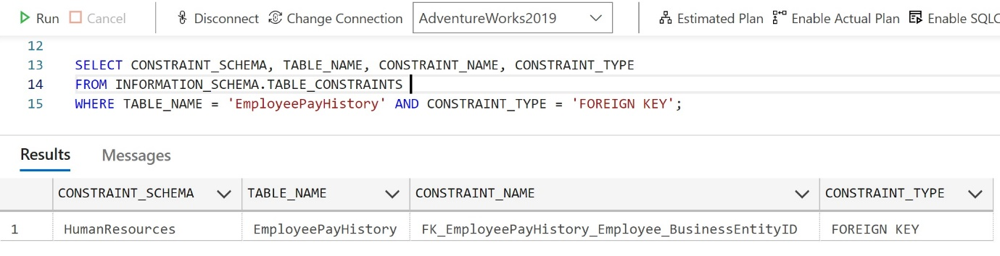 Run Cancel Disconnect Change Connection AdventureWorks2019 Estimated Plan Enable Actual Plan Enable SQLC
12
13 SELECT CONSTRAINT_SCHEMA, TABLE_NAME, CONSTRAINT_NAME, CONSTRAINT_TYPE
14 FROM INFORMATION_SCHEMA.TABLE_CONSTRAINTS
15 WHERE TABLE_NAME = 'EmployeePayHistory' AND CONSTRAINT_TYPE = 'FOREIGN KEY';
Results Messages
CONSTRAINT_SCHEMA TABLE_NAME CONSTRAINT_NAME CONSTRAINT_TYPE
1 HumanResources EmployeePayHistory FK_EmployeePayHistory_Employee_BusinessEntityID FOREIGN KEY